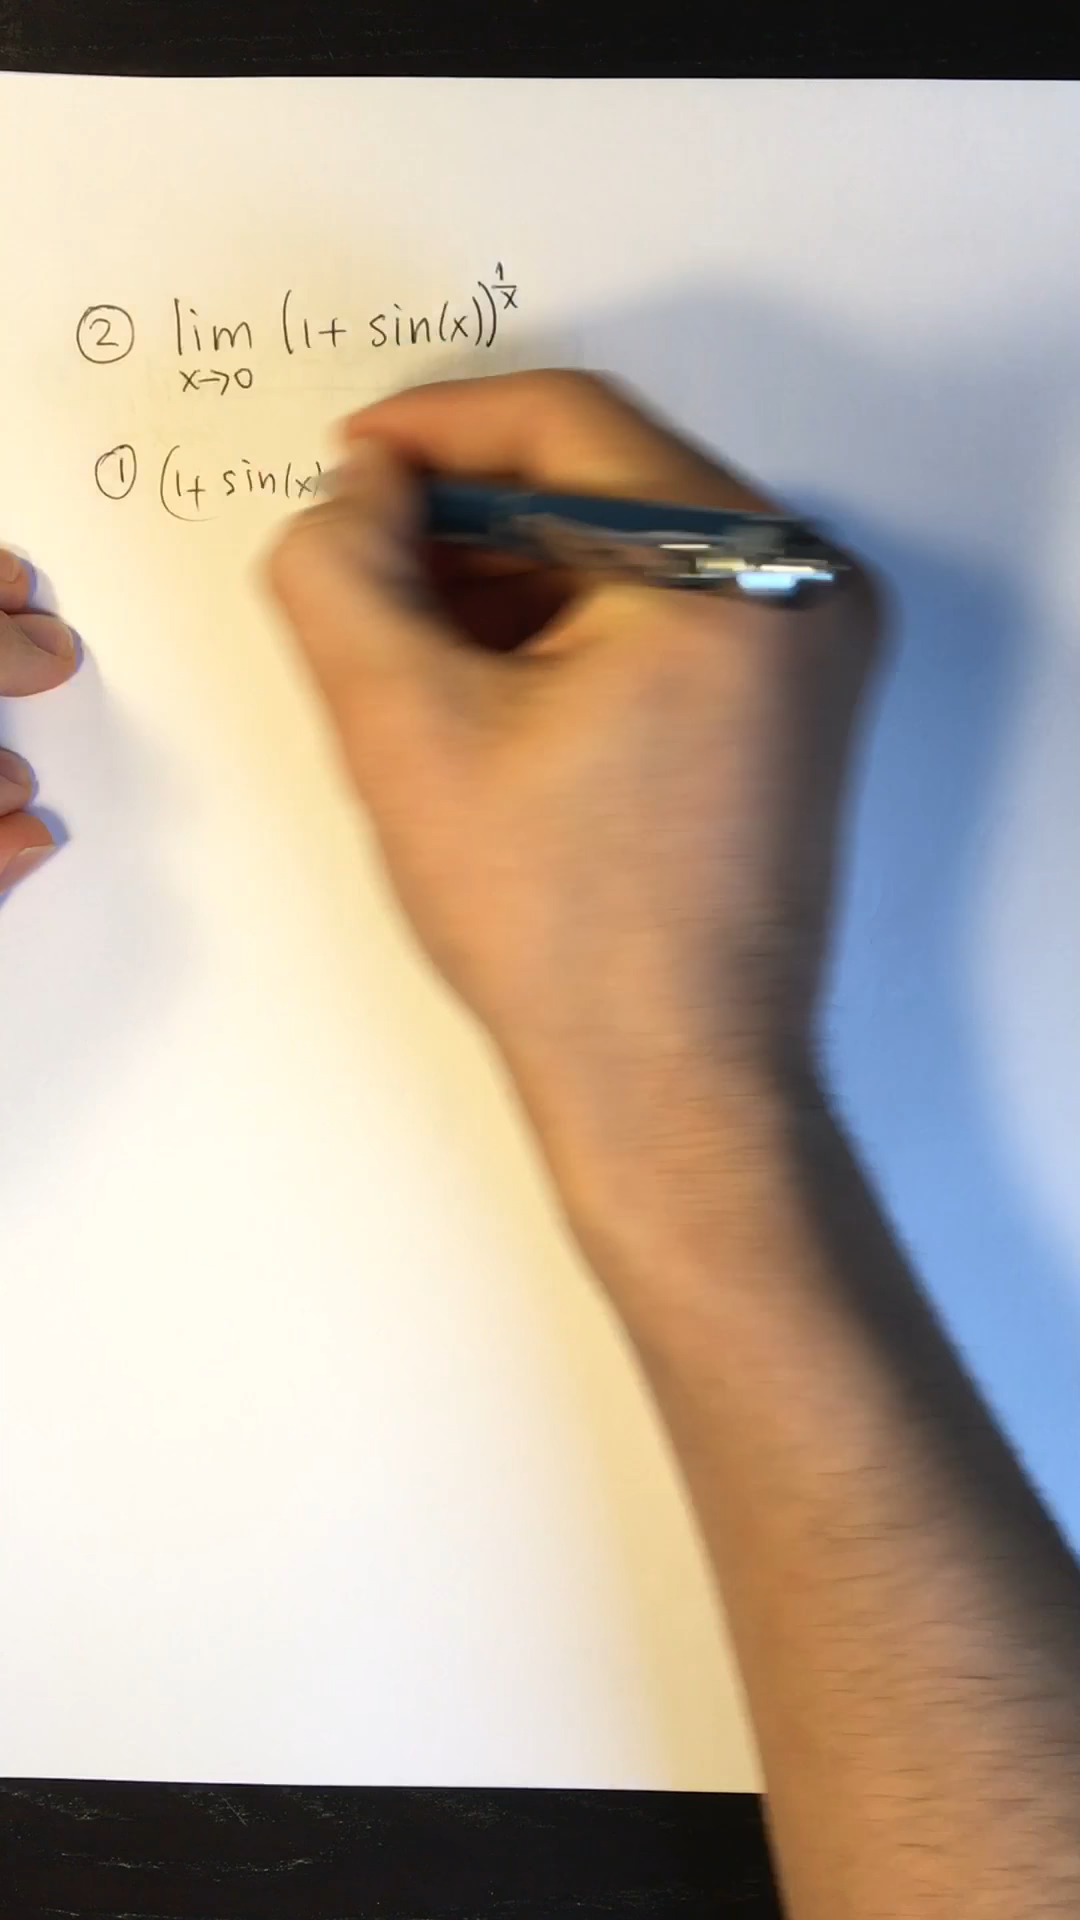 ② lim (1+ sin(x))^{1/x}
x→0
① (1+ sin(x)